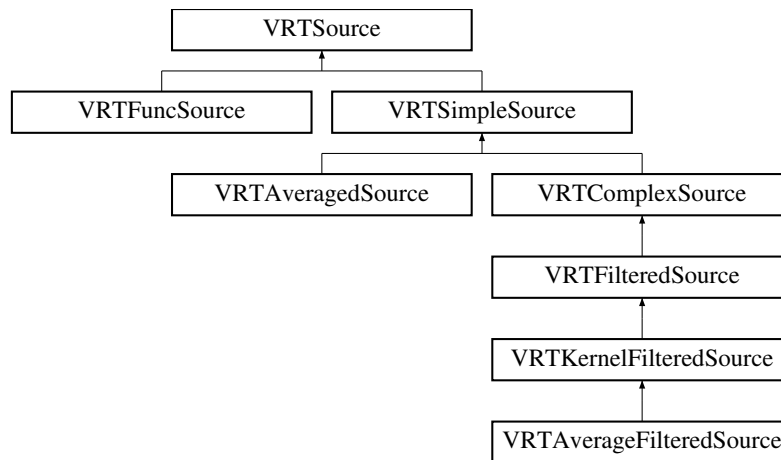 VRTSource
VRTFuncSource
VRTSimpleSource
VRTAveragedSource
VRTComplexSource
VRTFilteredSource
VRTKernelFilteredSource
VRTAverageFilteredSource